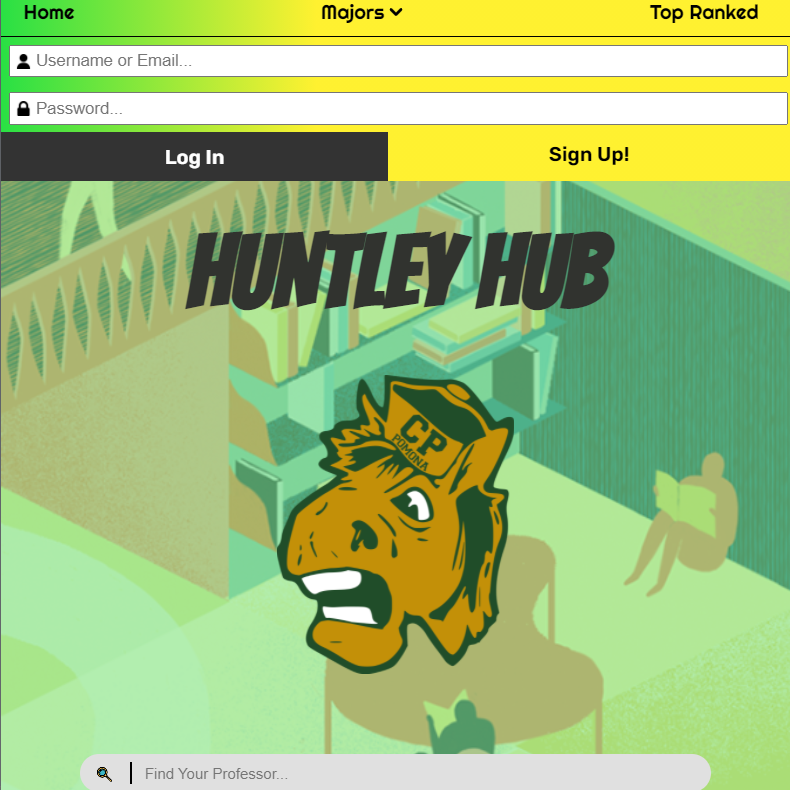 Home Majors Top Ranked
Username or Email...
Password...
Log In Sign Up!
HUNTLEY HUB
CP
POMONA
Find Your Professor...